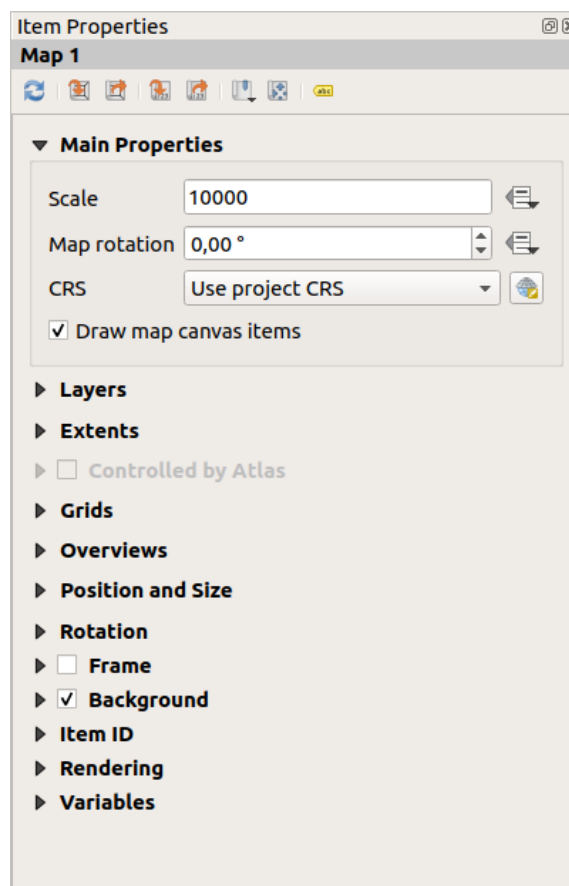 Item Properties
Map 1
abc
Main Properties
Scale
10000
Map rotation
0,00 °
CRS
Use project CRS
Draw map canvas items
Layers
Extents
Controlled by Atlas
Grids
Overviews
Position and Size
Rotation
Frame
Background
Item ID
Rendering
Variables